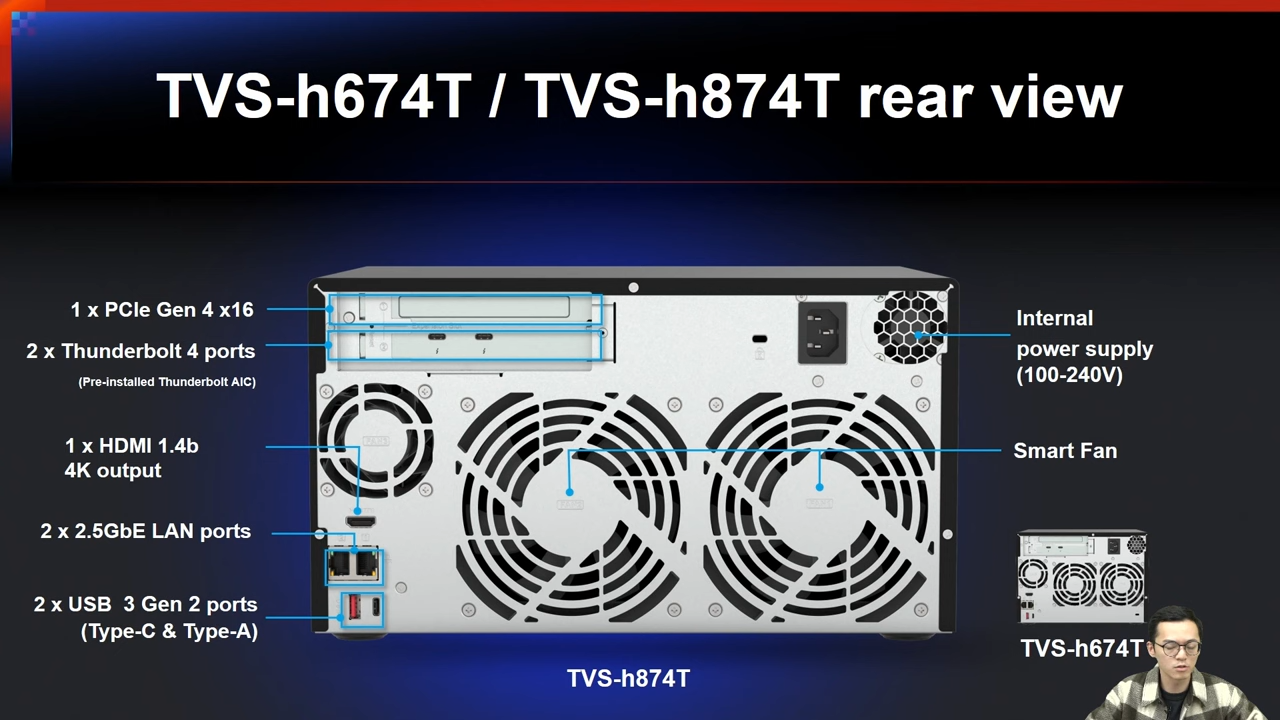 TVS-h674T / TVS-h874T rear view
1 x PCIe Gen 4 x16
2 x Thunderbolt 4 ports
(Pre-installed Thunderbolt AIC)
1 x HDMI 1.4b
4K output
2 x 2.5GbE LAN ports
2 x USB 3 Gen 2 ports
(Type-C & Type-A)
Internal
power supply
(100-240V)
Smart Fan
TVS-h674T
TVS-h874T